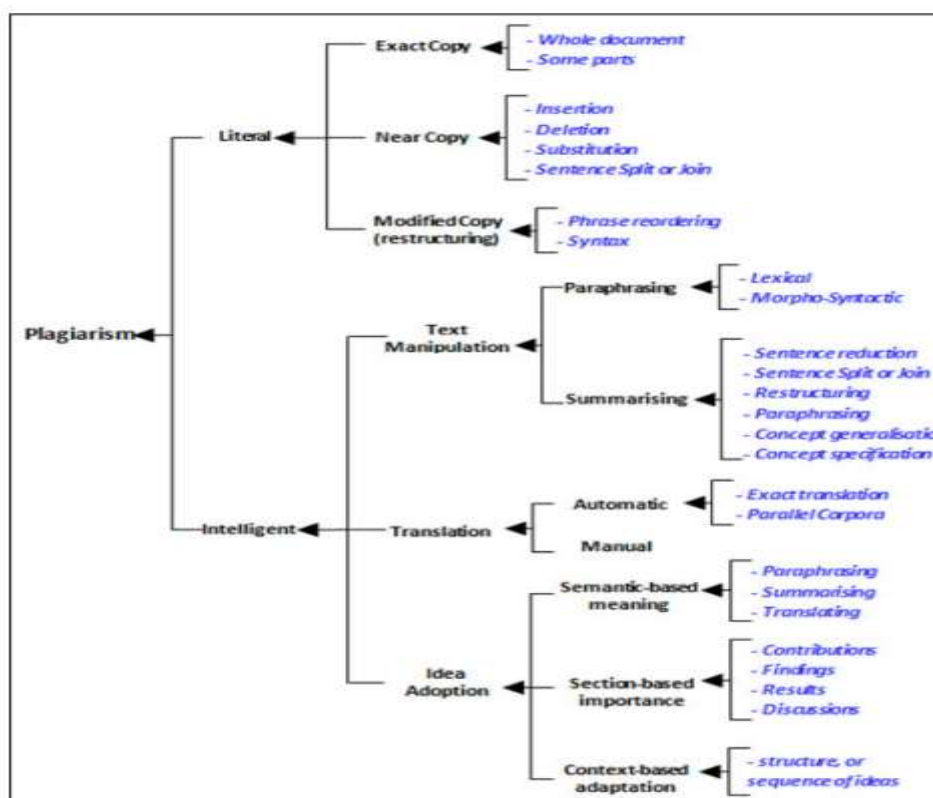 Plagiarism
Literal
Exact Copy
- Whole document
- Some parts
Near Copy
- Insertion
- Deletion
- Substitution
- Sentence Split or Join
Modified Copy
(restructuring)
- Phrase reordering
- Syntax
Intelligent
Text
Manipulation
Paraphrasing
- Lexical
- Morpho-Syntactic
Summarising
- Sentence reduction
- Sentence Split or Join
- Restructuring
- Paraphrasing
- Concept generalisatio
- Concept specification
Translation
Automatic
- Exact translation
- Parallel Corpora
Manual
Idea
Adoption
Semantic-based
meaning
- Paraphrasing
- Summarising
- Translating
Section-based
importance
- Contributions
- Findings
- Results
- Discussions
Context-based
adaptation
- structure, or
sequence of ideas